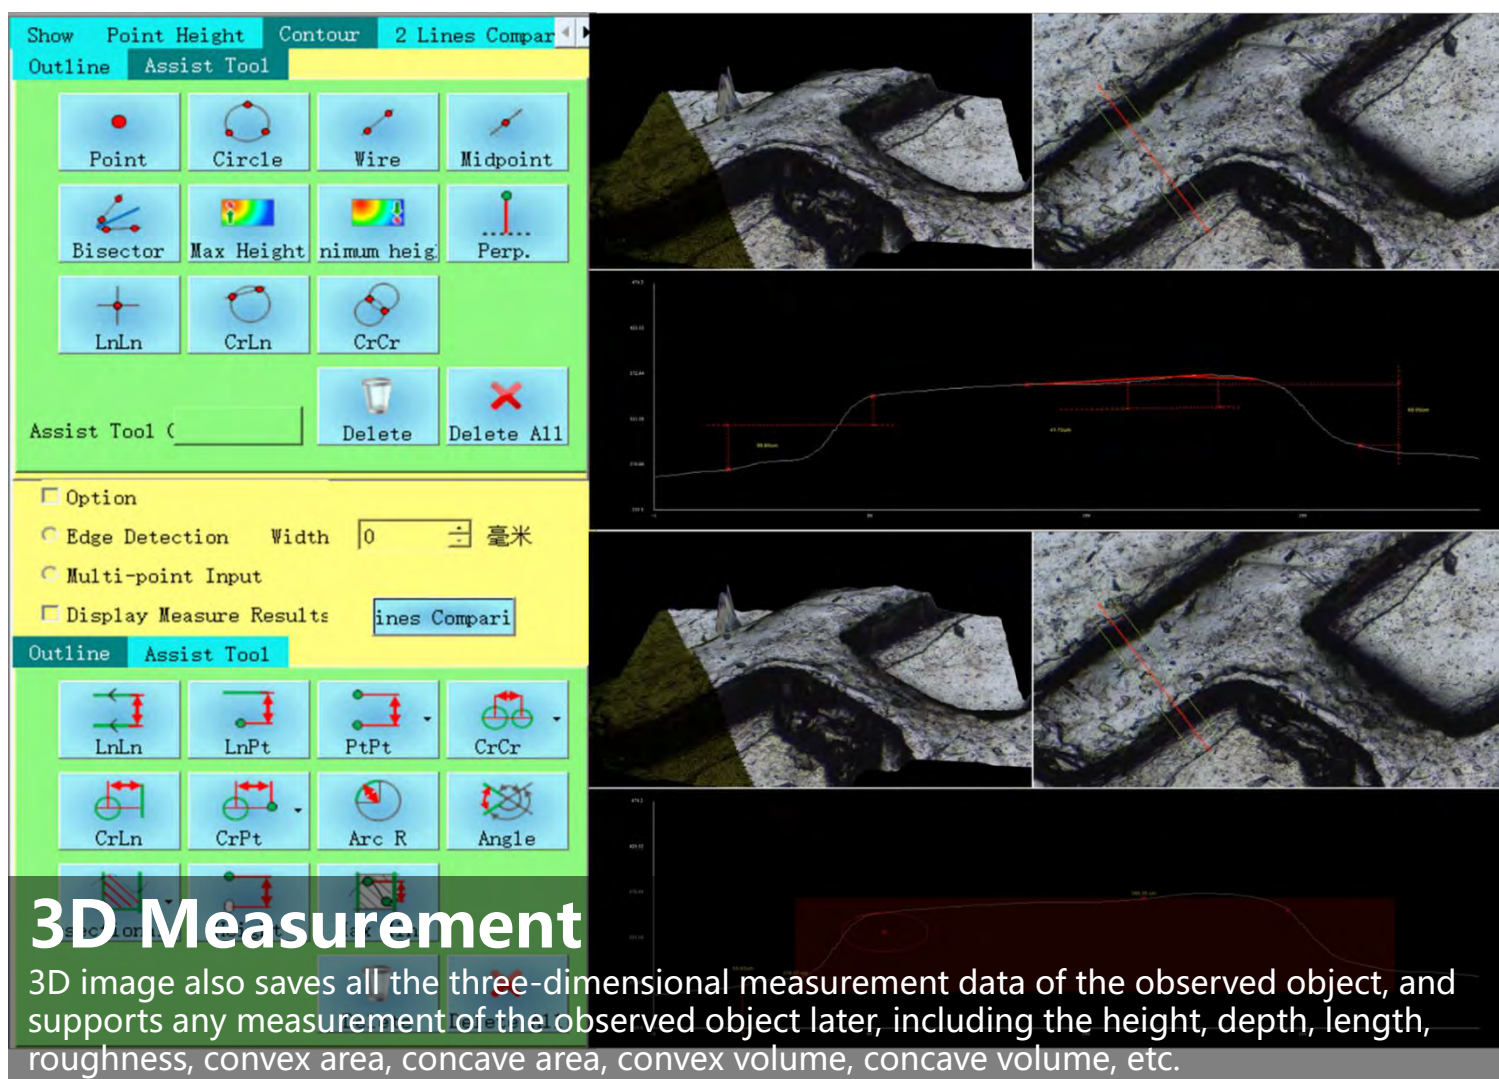 Show Point Height Contour 2 Lines Compar
Outline Assist Tool
Point Circle Wire Midpoint
Bisector Max Height nimum heig Perp.
LnLn CrLn CrCr
Assist Tool ( Delete Delete All
Option
Edge Detection Width 0 毫米
Multi-point Input
Display Measure Results ines Compari
Outline Assist Tool
LnLn LnPt PtPt CrCr
CrLn CrPt Arc R Angle
3D Measurement
3D image also saves all the three-dimensional measurement data of the observed object, and
supports any measurement of the observed object later, including the height, depth, length,
roughness, convex area, concave area, convex volume, concave volume, etc.